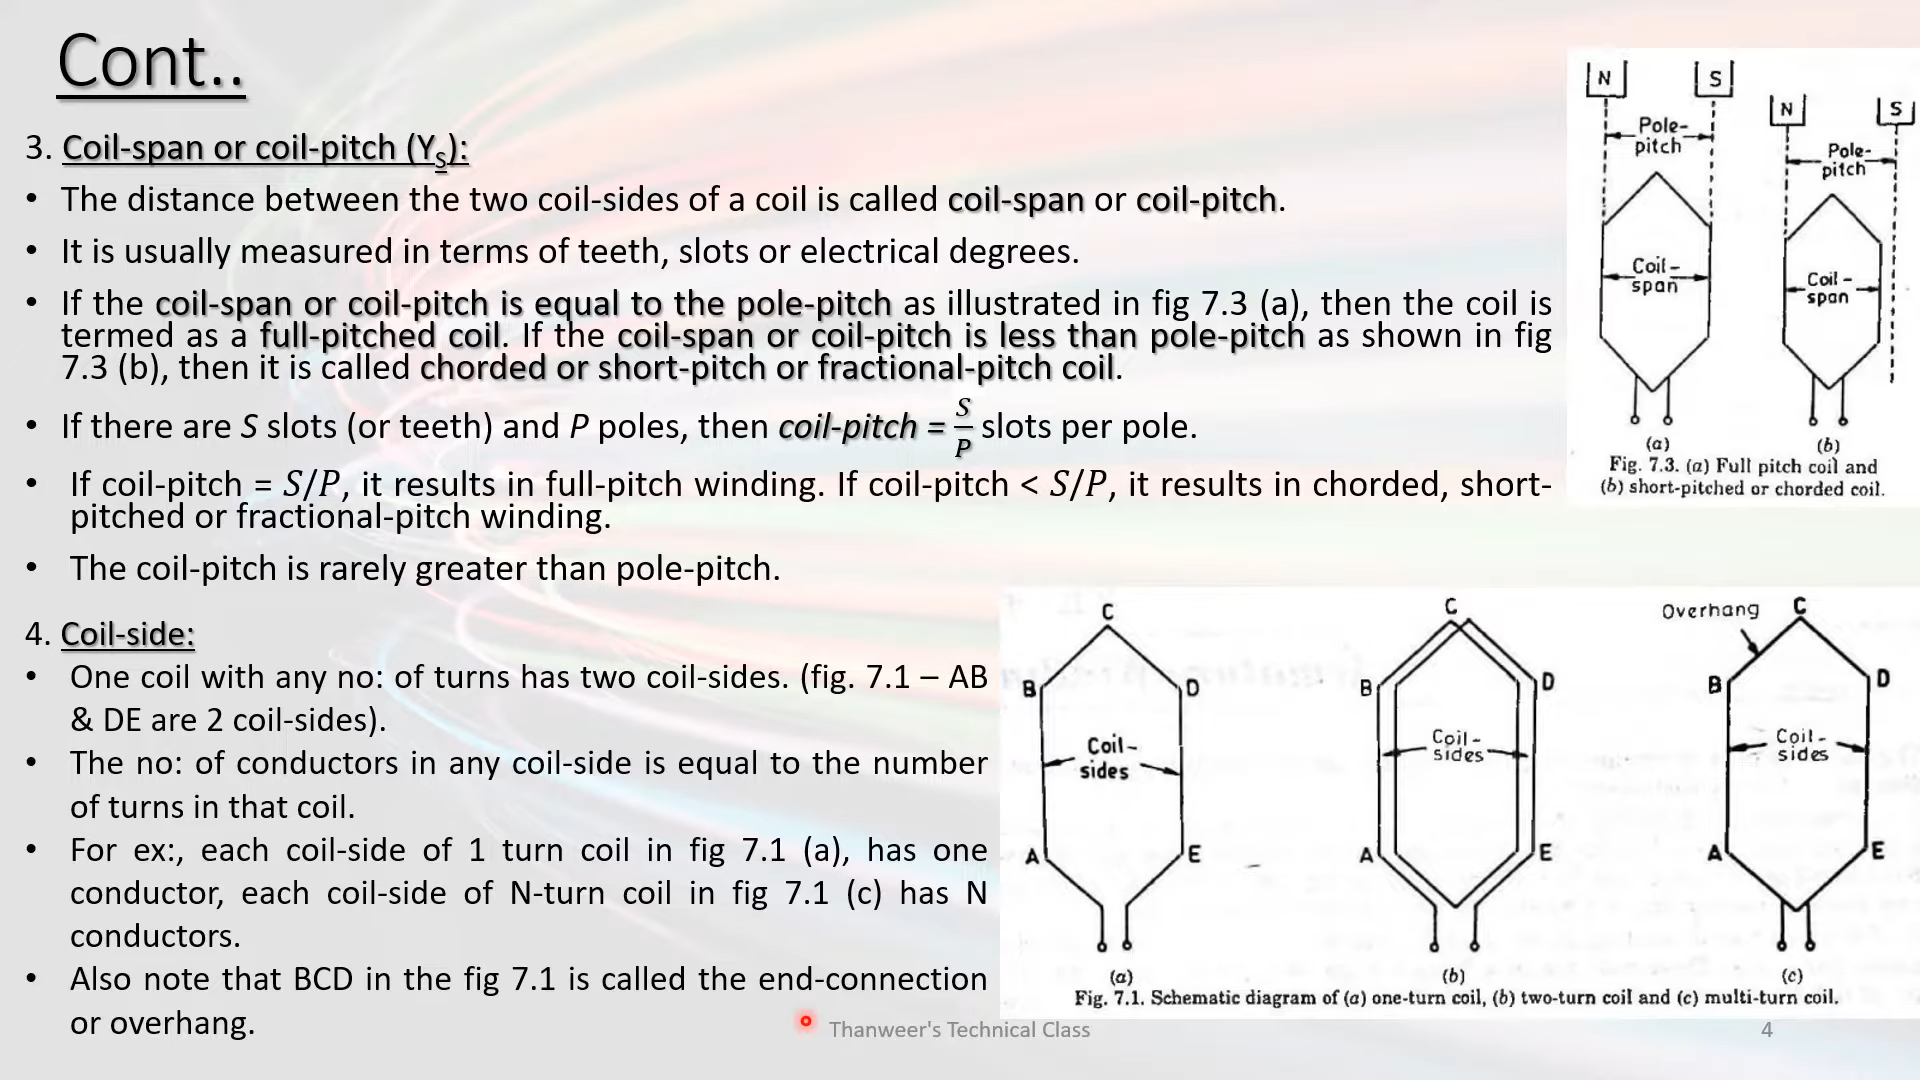 Cont..
3. Coil-span or coil-pitch (Y_S):
• The distance between the two coil-sides of a coil is called coil-span or coil-pitch.
• It is usually measured in terms of teeth, slots or electrical degrees.
• If the coil-span or coil-pitch is equal to the pole-pitch as illustrated in fig 7.3 (a), then the coil is
termed as a full-pitched coil. If the coil-span or coil-pitch is less than pole-pitch as shown in fig
7.3 (b), then it is called chorded or short-pitch or fractional-pitch coil.
• If there are S slots (or teeth) and P poles, then coil-pitch = S/P slots per pole.
• If coil-pitch = S/P, it results in full-pitch winding. If coil-pitch < S/P, it results in chorded, short-
pitched or fractional-pitch winding.
• The coil-pitch is rarely greater than pole-pitch.
4. Coil-side:
• One coil with any no: of turns has two coil-sides. (fig. 7.1 – AB
& DE are 2 coil-sides).
• The no: of conductors in any coil-side is equal to the number
of turns in that coil.
• For ex:, each coil-side of 1 turn coil in fig 7.1 (a), has one
conductor, each coil-side of N-turn coil in fig 7.1 (c) has N
conductors.
• Also note that BCD in the fig 7.1 is called the end-connection
or overhang.
N S
Pole-
pitch
Coil-
span
(a)
N S
Pole-
pitch
Coil-
span
(b)
Fig. 7.3. (a) Full pitch coil and
(b) short-pitched or chorded coil.
C
B D
Coil-
sides
A E
(a)
C
B D
Coil-
sides
A E
(b)
Overhang C
B D
Coil-
sides
A E
(c)
Fig. 7.1. Schematic diagram of (a) one-turn coil, (b) two-turn coil and (c) multi-turn coil.
Thanweer's Technical Class
4